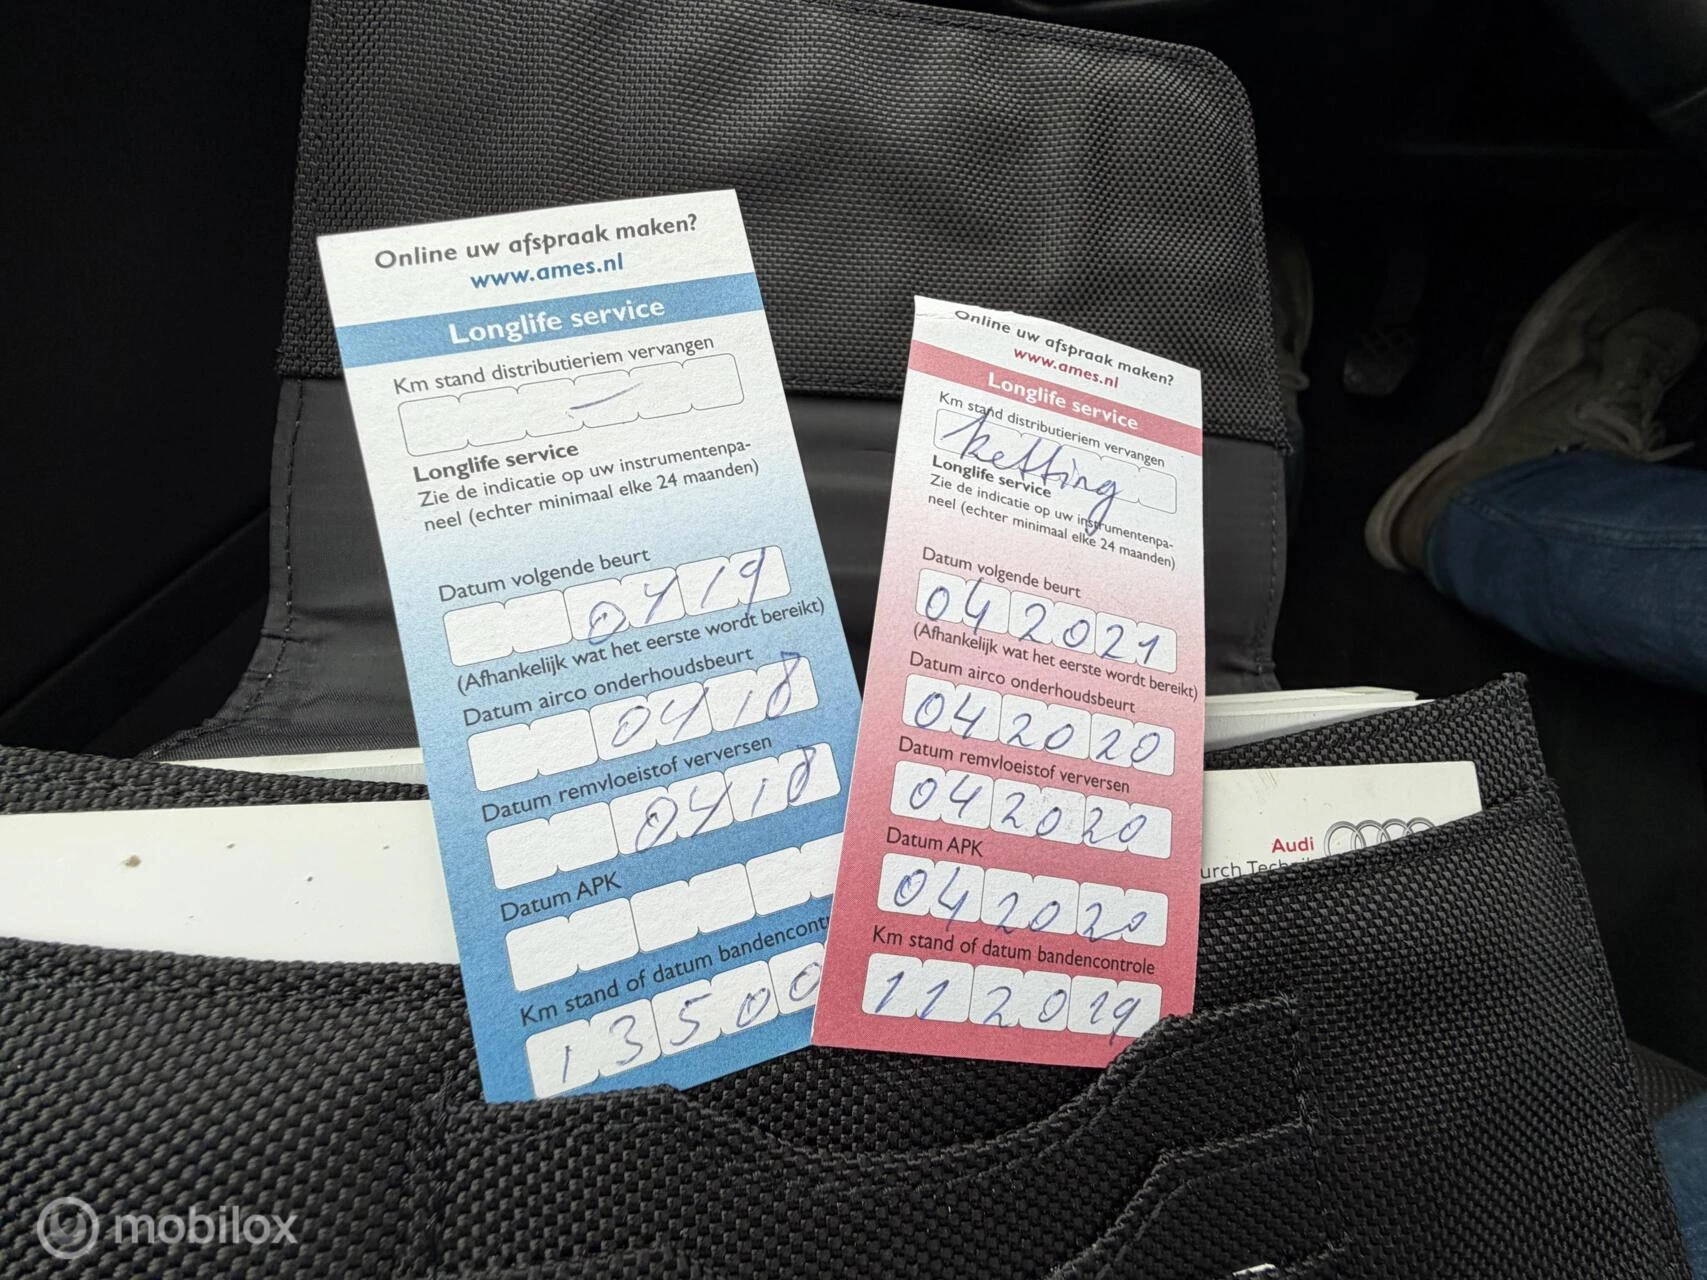 Online uw afspraak maken?
www.ames.nl
Longlife service
Km stand distributieriem vervangen
—
Longlife service
Zie de indicatie op uw instrumentenpa-
neel (echter minimaal elke 24 maanden)
Datum volgende beurt
04 19
(Afhankelijk wat het eerste wordt bereikt)
Datum airco onderhoudsbeurt
04 18
Datum remvloeistof verversen
04 18
Datum APK
Km stand of datum bandencontr
13500
Online uw afspraak maken?
www.ames.nl
Longlife service
Km stand distributieriem vervangen
ketting
Longlife service
Zie de indicatie op uw instrumentenpa-
neel (echter minimaal elke 24 maanden)
Datum volgende beurt
04 2021
(Afhankelijk wat het eerste wordt bereikt)
Datum airco onderhoudsbeurt
04 2020
Datum remvloeistof verversen
04 2020
Datum APK
04 2020
Km stand of datum bandencontrole
11 2019
Audi
mobilox